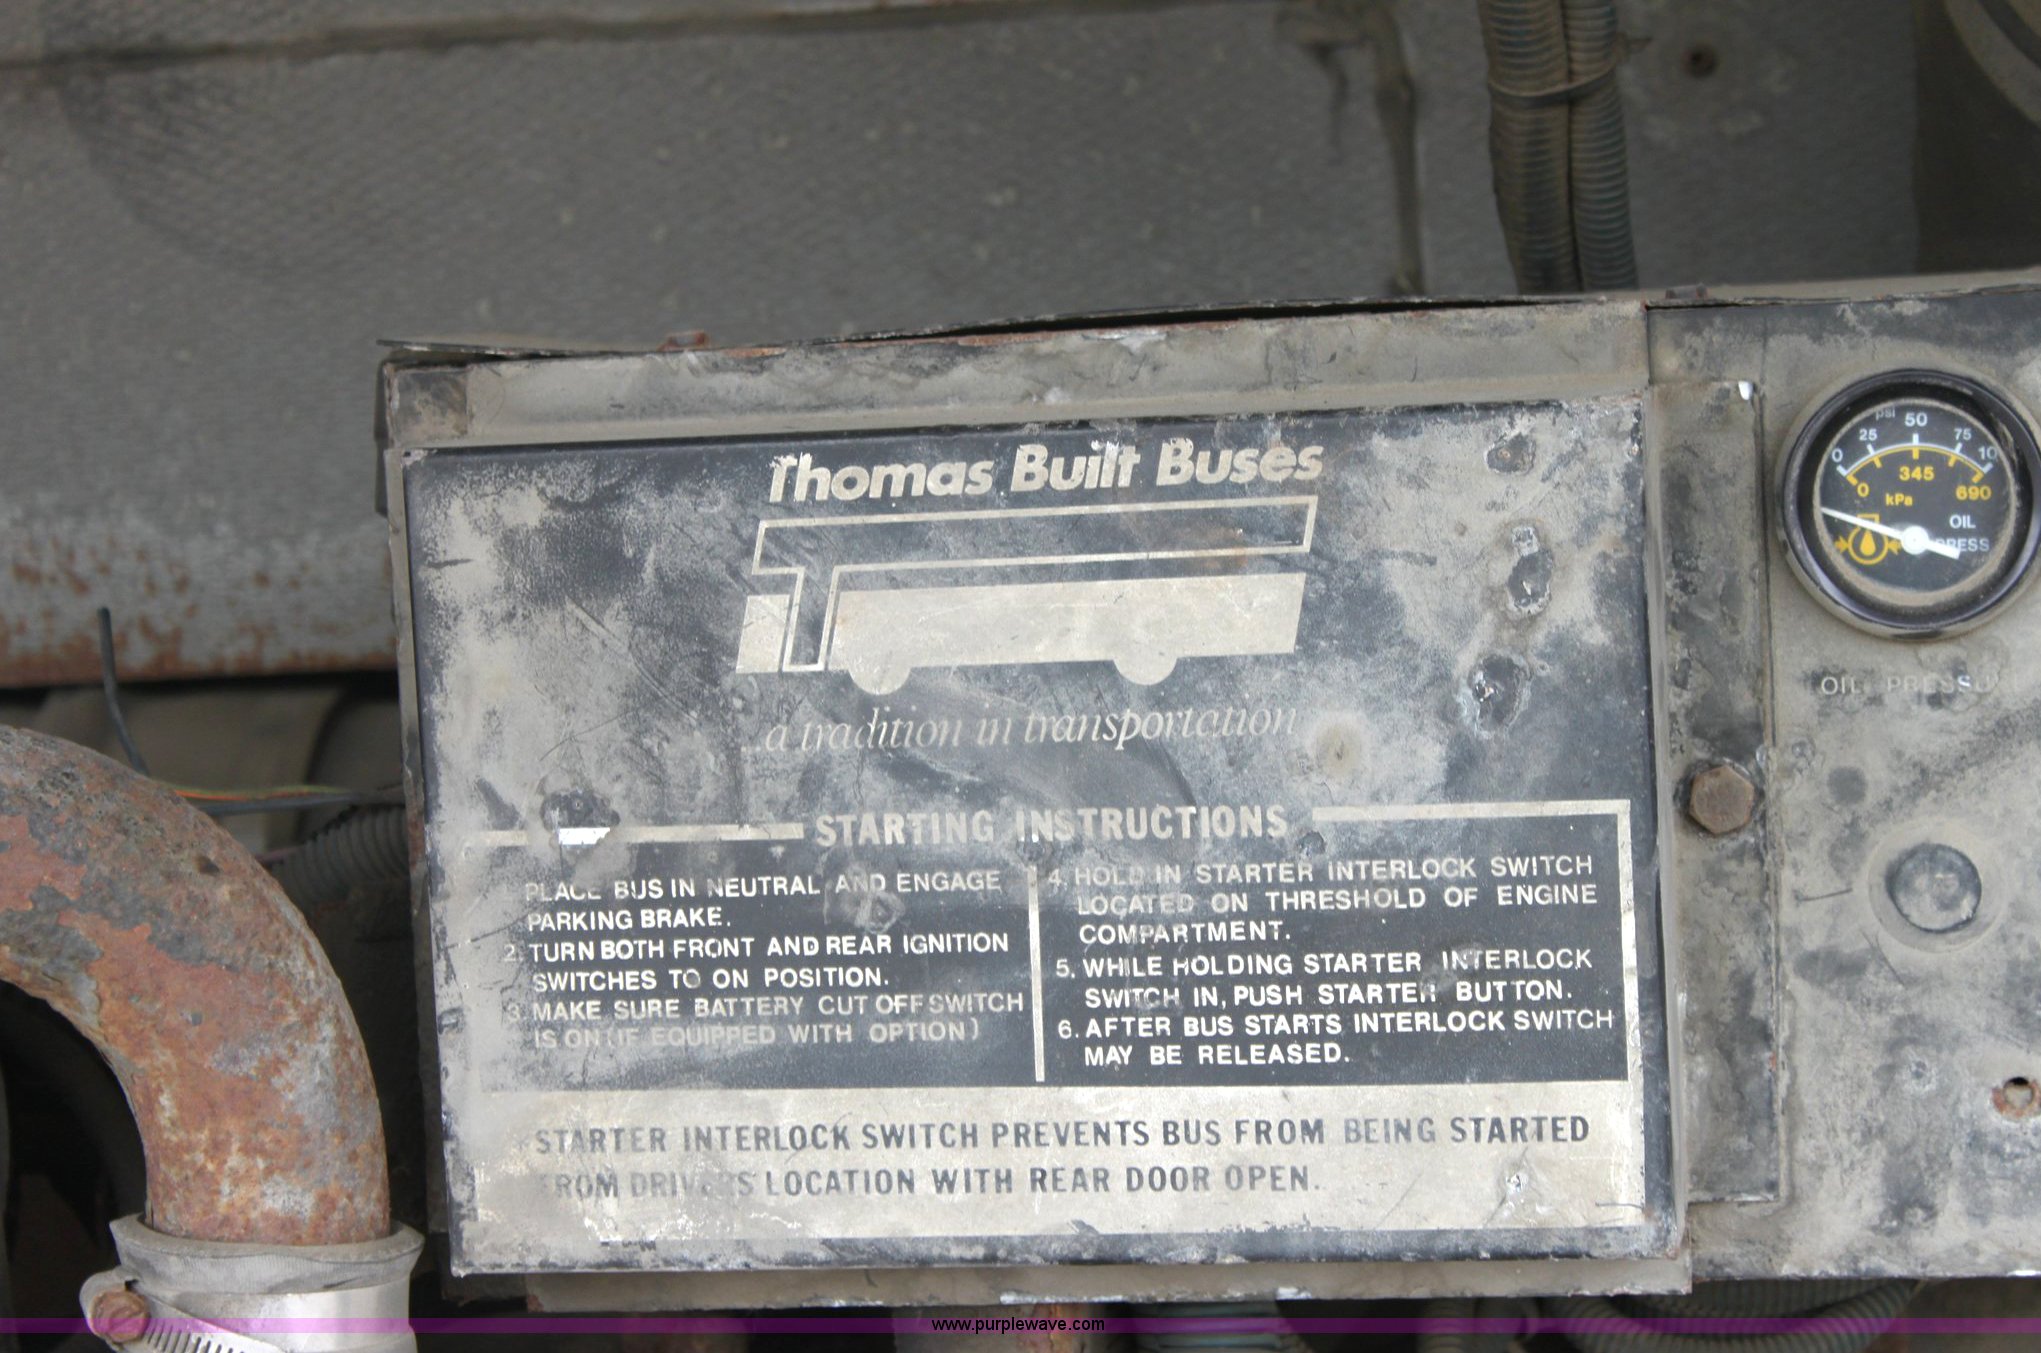 Thomas Built Buses
...a tradition in transportation
STARTING INSTRUCTIONS
PLACE BUS IN NEUTRAL AND ENGAGE
PARKING BRAKE.
2. TURN BOTH FRONT AND REAR IGNITION
SWITCHES TO ON POSITION.
3 MAKE SURE BATTERY CUT OFF SWITCH
IS ON (IF EQUIPPED WITH OPTION)
4. HOLD IN STARTER INTERLOCK SWITCH
LOCATED ON THRESHOLD OF ENGINE
COMPARTMENT.
5. WHILE HOLDING STARTER INTERLOCK
SWITCH IN, PUSH STARTER BUTTON.
6. AFTER BUS STARTS INTERLOCK SWITCH
MAY BE RELEASED.
STARTER INTERLOCK SWITCH PREVENTS BUS FROM BEING STARTED
FROM DRIVERS LOCATION WITH REAR DOOR OPEN.
psi
0 25 50 75 10
0 345 690
kPa
OIL
PRESS
OIL PRESSU
www.purplewave.com